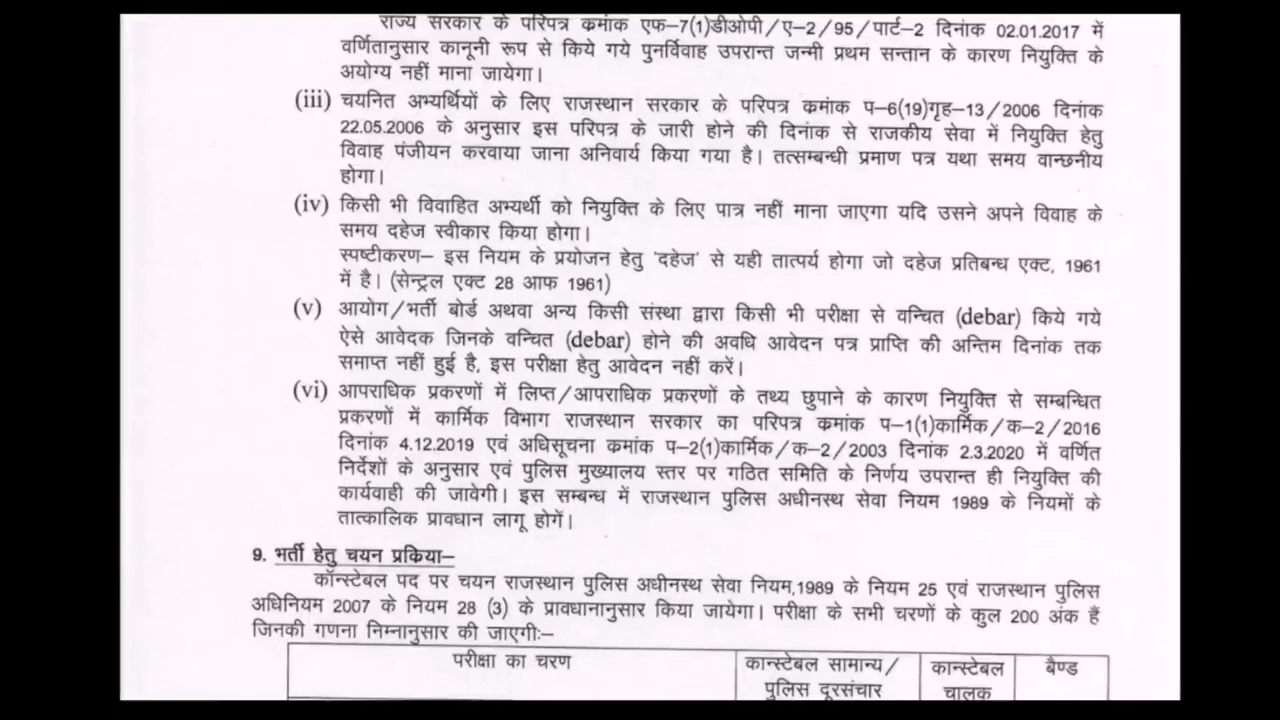 राज्य सरकार के परिपत्र क्रमांक एफ–7(1)डीओपी/ए–2/95/पार्ट–2 दिनांक 02.01.2017 में
वर्णितानुसार कानूनी रूप से किये गये पुनर्विवाह उपरान्त जन्मी प्रथम सन्तान के कारण नियुक्ति के
अयोग्य नहीं माना जायेगा।
(iii) चयनित अभ्यर्थियों के लिए राजस्थान सरकार के परिपत्र क्रमांक प–6(19)गृह–13/2006 दिनांक
22.05.2006 के अनुसार इस परिपत्र के जारी होने की दिनांक से राजकीय सेवा में नियुक्ति हेतु
विवाह पंजीयन करवाया जाना अनिवार्य किया गया है। तत्सम्बन्धी प्रमाण पत्र यथा समय वान्छनीय
होगा।
(iv) किसी भी विवाहित अभ्यर्थी को नियुक्ति के लिए पात्र नहीं माना जाएगा यदि उसने अपने विवाह के
समय दहेज स्वीकार किया होगा।
स्पष्टीकरण– इस नियम के प्रयोजन हेतु 'दहेज' से यही तात्पर्य होगा जो दहेज प्रतिबन्ध एक्ट, 1961
में है। (सेन्ट्रल एक्ट 28 आफ 1961)
(v) आयोग/भर्ती बोर्ड अथवा अन्य किसी संस्था द्वारा किसी भी परीक्षा से वन्चित (debar) किये गये
ऐसे आवेदक जिनके वन्चित (debar) होने की अवधि आवेदन पत्र प्राप्ति की अन्तिम दिनांक तक
समाप्त नहीं हुई है, इस परीक्षा हेतु आवेदन नहीं करें।
(vi) आपराधिक प्रकरणों में लिप्त/आपराधिक प्रकरणों के तथ्य छुपाने के कारण नियुक्ति से सम्बन्धित
प्रकरणों में कार्मिक विभाग राजस्थान सरकार का परिपत्र क्रमांक प–1(1)कार्मिक/क–2/2016
दिनांक 4.12.2019 एवं अधिसूचना क्रमांक प–2(1)कार्मिक/क–2/2003 दिनांक 2.3.2020 में वर्णित
निर्देशों के अनुसार एवं पुलिस मुख्यालय स्तर पर गठित समिति के निर्णय उपरान्त ही नियुक्ति की
कार्यवाही की जावेगी। इस सम्बन्ध में राजस्थान पुलिस अधीनस्थ सेवा नियम 1989 के नियमों के
तात्कालिक प्रावधान लागू होगें।
9. भर्ती हेतु चयन प्रकिया–
कॉन्स्टेबल पद पर चयन राजस्थान पुलिस अधीनस्थ सेवा नियम,1989 के नियम 25 एवं राजस्थान पुलिस
अधिनियम 2007 के नियम 28 (3) के प्रावधानानुसार किया जायेगा। परीक्षा के सभी चरणों के कुल 200 अंक हैं
जिनकी गणना निम्नानुसार की जाएगीः–
परीक्षा का चरण कान्स्टेबल सामान्य/ कान्स्टेबल बैण्ड
पुलिस दूरसंचार चालक